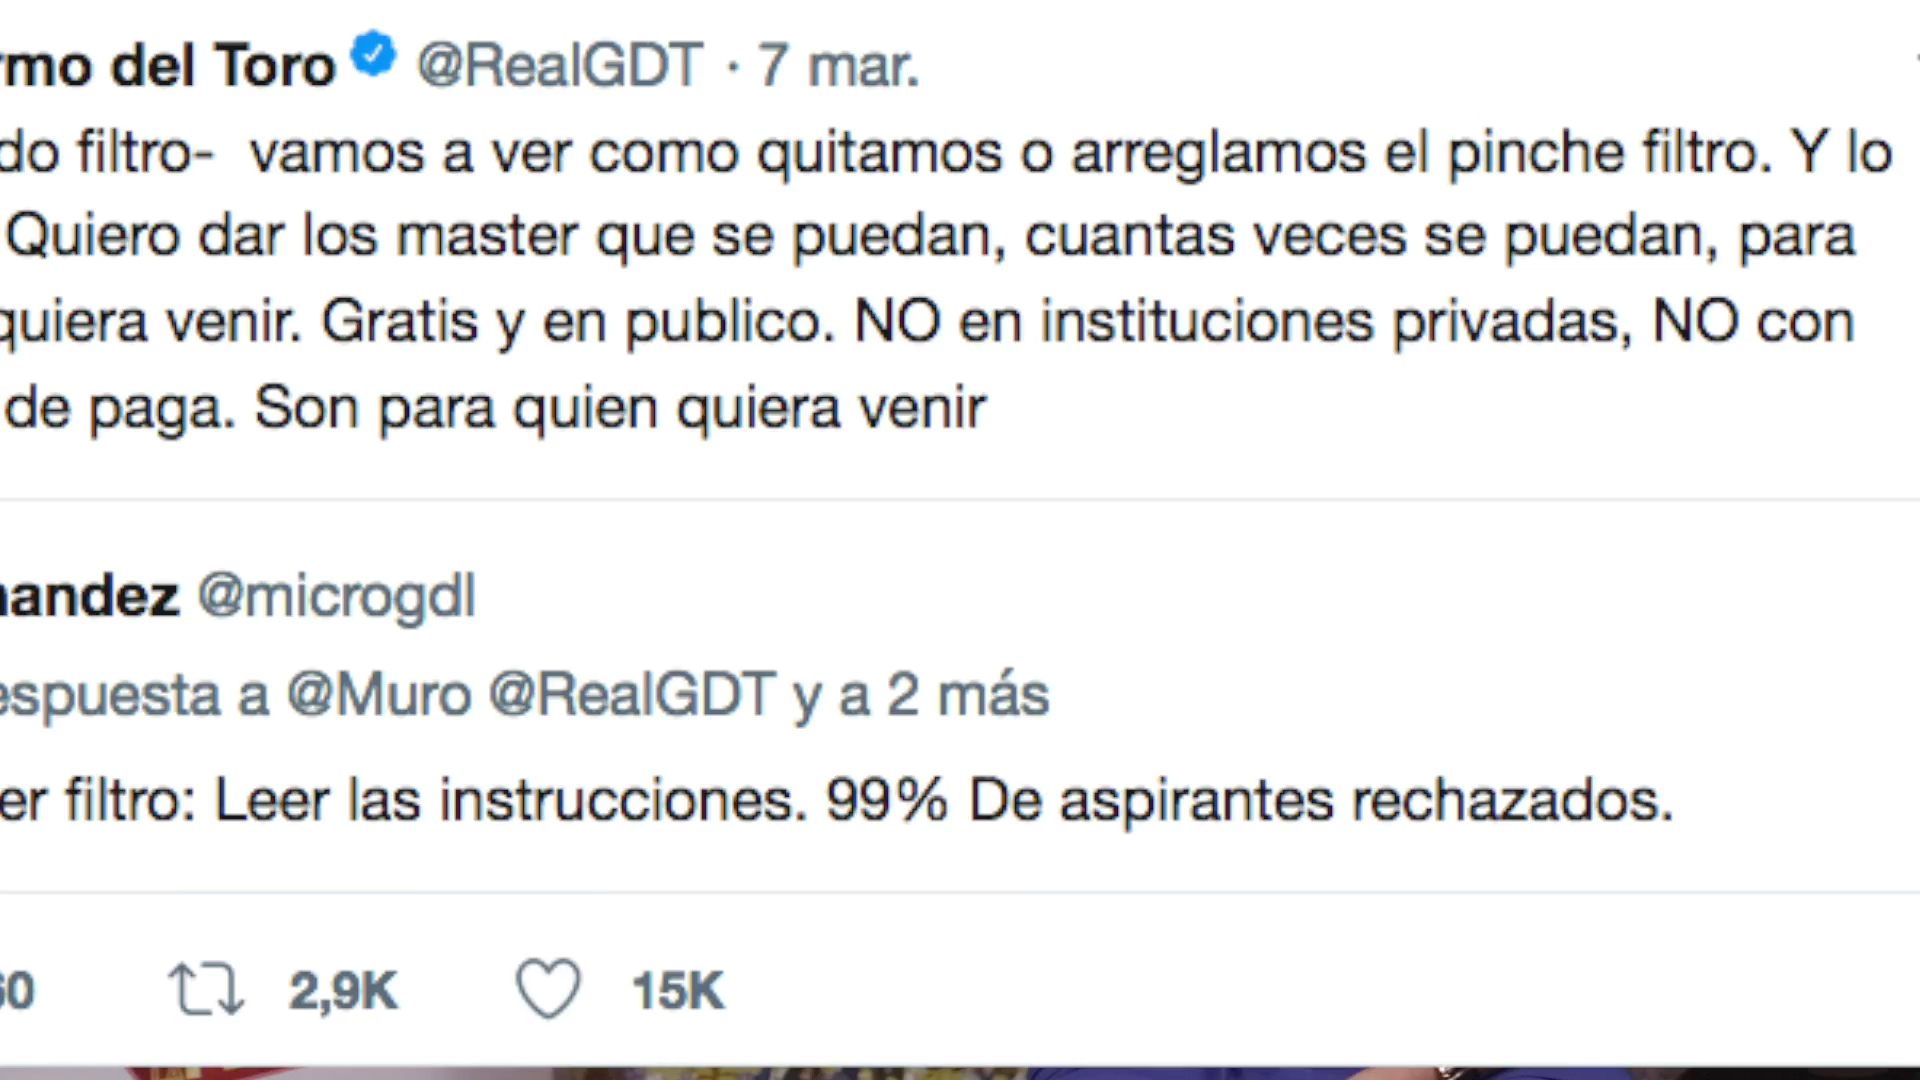 rmo del Toro @RealGDT · 7 mar.
do filtro- vamos a ver como quitamos o arreglamos el pinche filtro. Y lo
Quiero dar los master que se puedan, cuantas veces se puedan, para
quiera venir. Gratis y en publico. NO en instituciones privadas, NO con
de paga. Son para quien quiera venir
nandez @microgdl
espuesta a @Muro @RealGDT y a 2 más
er filtro: Leer las instrucciones. 99% De aspirantes rechazados.
60 2,9K 15K